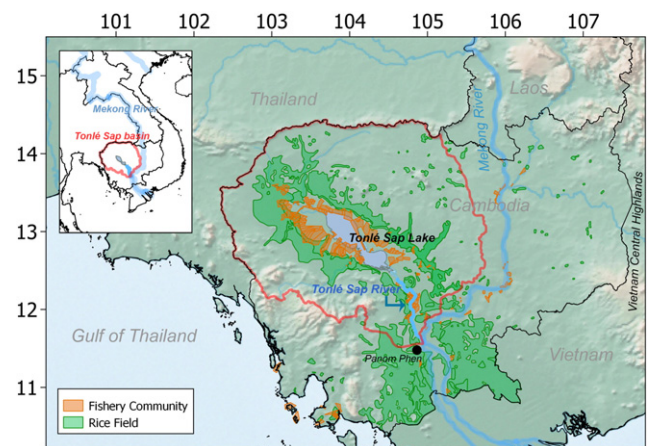 101 103 104 105 106 107
15
14
13
12
11
Mekong River
Tonlé Sap basin
Thailand
Laos
Mekong River
Cambodia
Tonlé Sap Lake
Tonlé Sap River
Vietnam Central Highlands
Gulf of Thailand
Panom Phen
Vietnam
Fishery Community
Rice Field